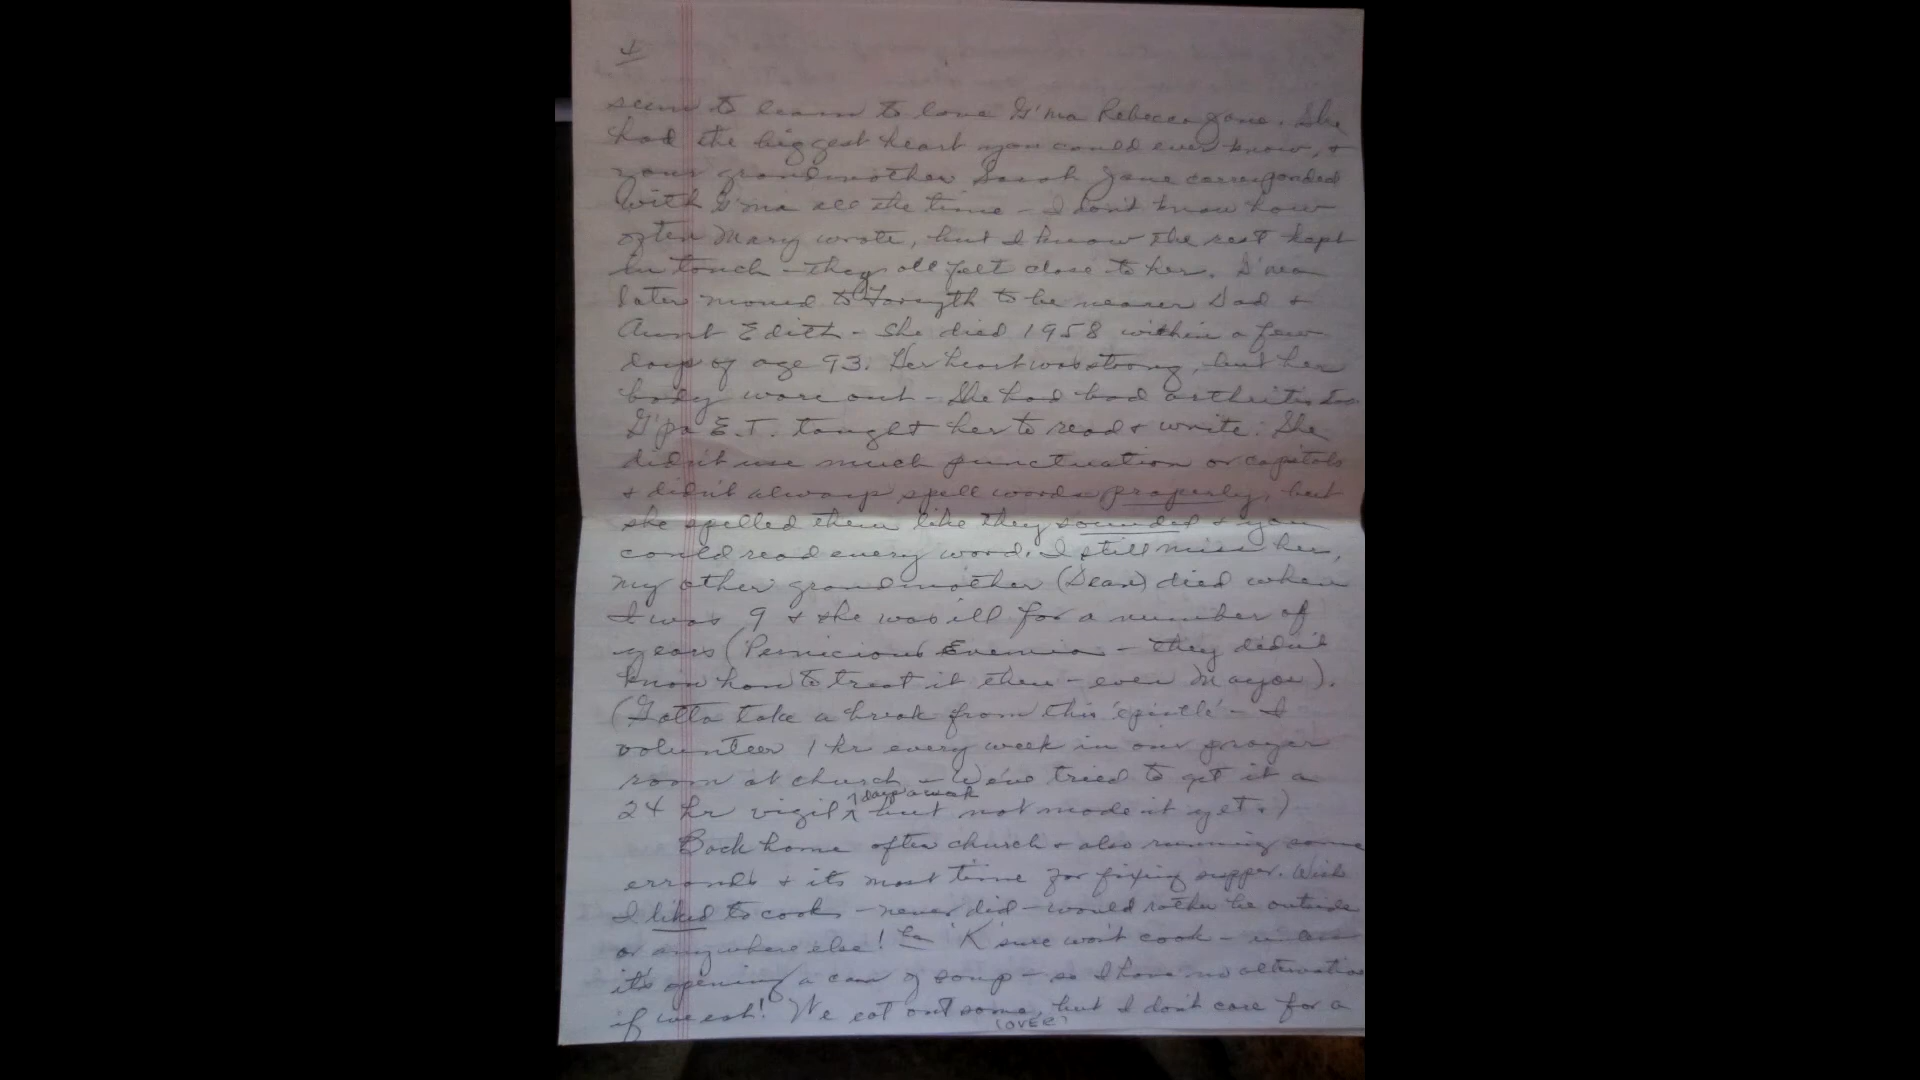 seem to learn to love G'ma Rebecca Jane. She
had the biggest heart you could ever know, +
your grandmother Sarah Jane corresponded
with G'ma all the time - I don't know how
often Mary wrote, but I know the rest kept
in touch - they all felt close to her. G'ma
later moved to Forsyth to be nearer Dad +
Aunt Edith - She died 1958 within a few
days of age 93. Her heart was strong, but her
body wore out - She had bad arthritis too.
G'pa E.T. taught her to read + write. She
didn't use much punctuation or capitals
+ didn't always spell words properly, but
she spelled them like they sounded + you
could read every word. I still miss her,
My other grandmother (Dean) died when
I was 9 + she was ill for a number of
years (Pernicious Enemia - they didn't
know how to treat it then - even Mayos).
(Gotta take a break from this 'epistle' - I
volunteer 1 hr every week in our prayer
room at church - We've tried to get it a
24 hr vigil 7 days a week but not made it yet.)
Back home after church + also running some
errands + its most time for fixing supper. Wish
I liked to cook - never did - would rather be outside
or anywhere else! Ha 'K' sure won't cook - unless
it's opening a can of soup - so I have no alternative
if we eat! We eat out some, but I don't care for a
(OVER)